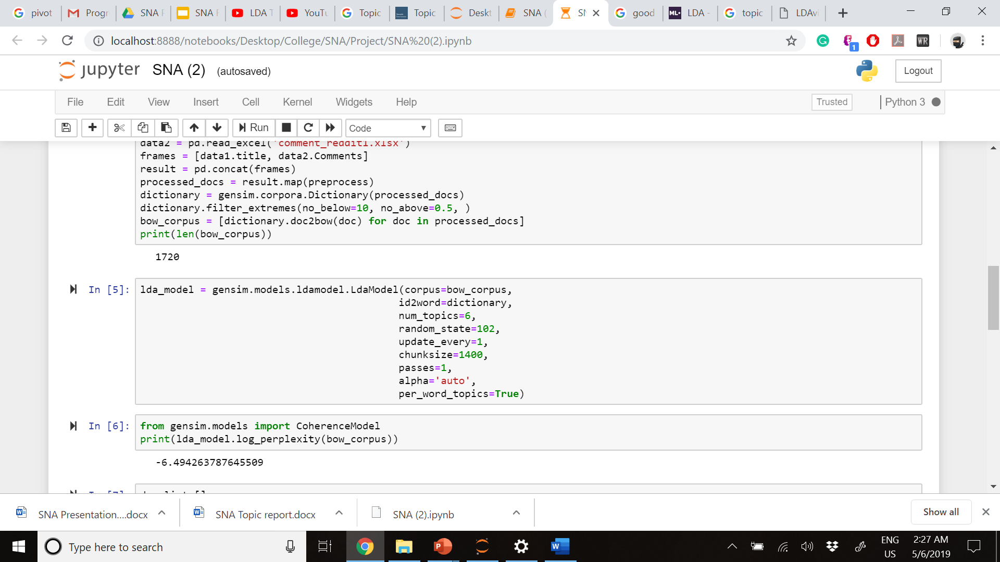 pivot
Progr
SNA F
SNA F
LDA T
YouTu
Topic
Topic
Deskt
SNA (
SN
good
ML•
LDA -
topic
LDAvi
localhost:8888/notebooks/Desktop/College/SNA/Project/SNA%20(2).ipynb
1
WR
jupyter SNA (2) (autosaved)
Logout
File Edit View Insert Cell Kernel Widgets Help
Trusted
Python 3
Run
Code
data2 = pd.read_excel('comment_reddit1.xlsx')
frames = [data1.title, data2.Comments]
result = pd.concat(frames)
processed_docs = result.map(preprocess)
dictionary = gensim.corpora.Dictionary(processed_docs)
dictionary.filter_extremes(no_below=10, no_above=0.5, )
bow_corpus = [dictionary.doc2bow(doc) for doc in processed_docs]
print(len(bow_corpus))
1720
In [5]: lda_model = gensim.models.ldamodel.LdaModel(corpus=bow_corpus,
id2word=dictionary,
num_topics=6,
random_state=102,
update_every=1,
chunksize=1400,
passes=1,
alpha='auto',
per_word_topics=True)
In [6]: from gensim.models import CoherenceModel
print(lda_model.log_perplexity(bow_corpus))
-6.494263787645509
In [7]:
SNA Presentation....docx
SNA Topic report.docx
SNA (2).ipynb
Show all
Type here to search
P
W
ENG
US
2:27 AM
5/6/2019